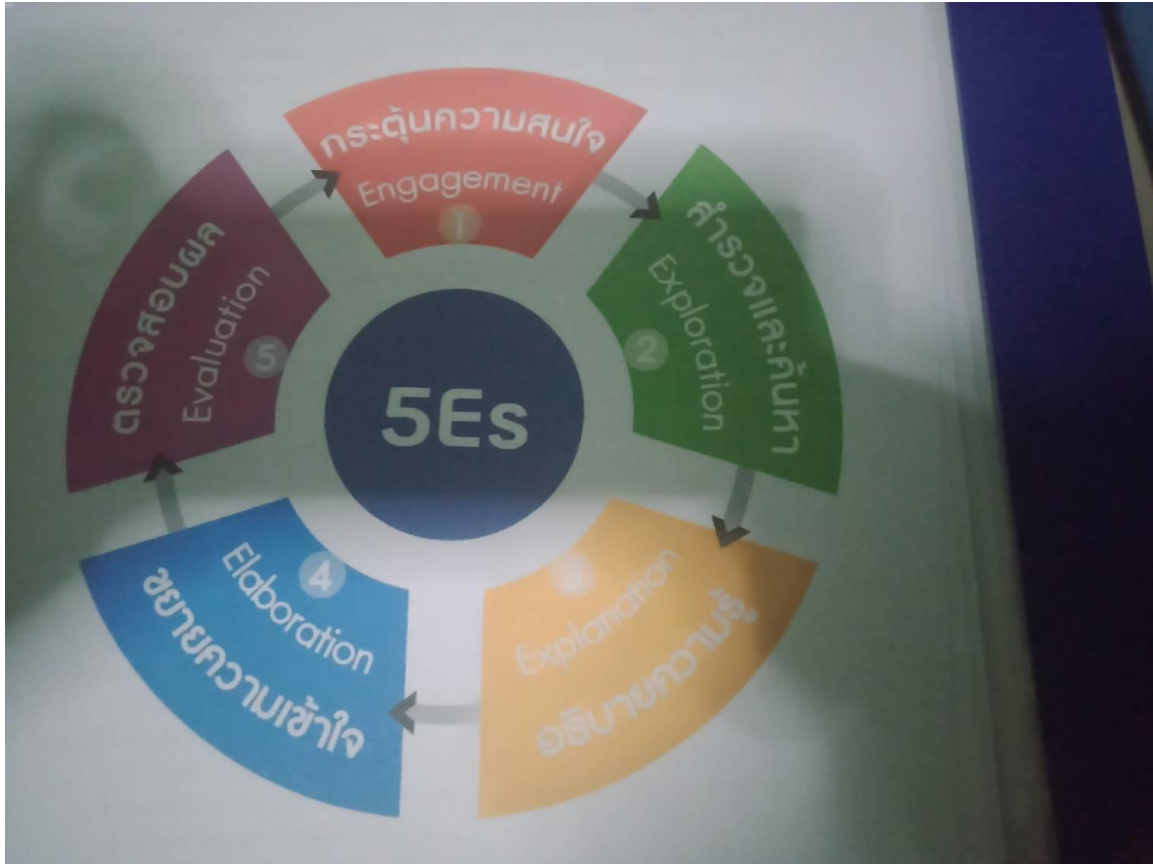 กระตุ้นความสนใจ
Engagement
1
สำรวจและค้นหา
Exploration
2
อธิบายความรู้
Explanation
3
ขยายความเข้าใจ
Elaboration
4
ตรวจสอบผล
Evaluation
5
5Es